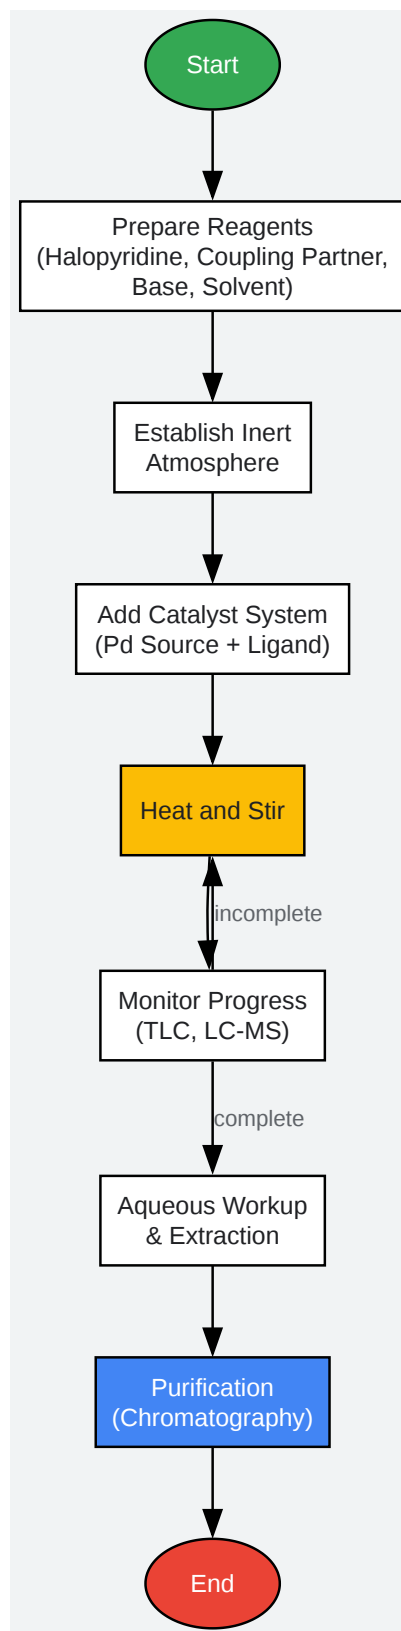 Start
Prepare Reagents
(Halopyridine, Coupling Partner,
Base, Solvent)
Establish Inert
Atmosphere
Add Catalyst System
(Pd Source + Ligand)
Heat and Stir
incomplete
Monitor Progress
(TLC, LC-MS)
complete
Aqueous Workup
& Extraction
Purification
(Chromatography)
End